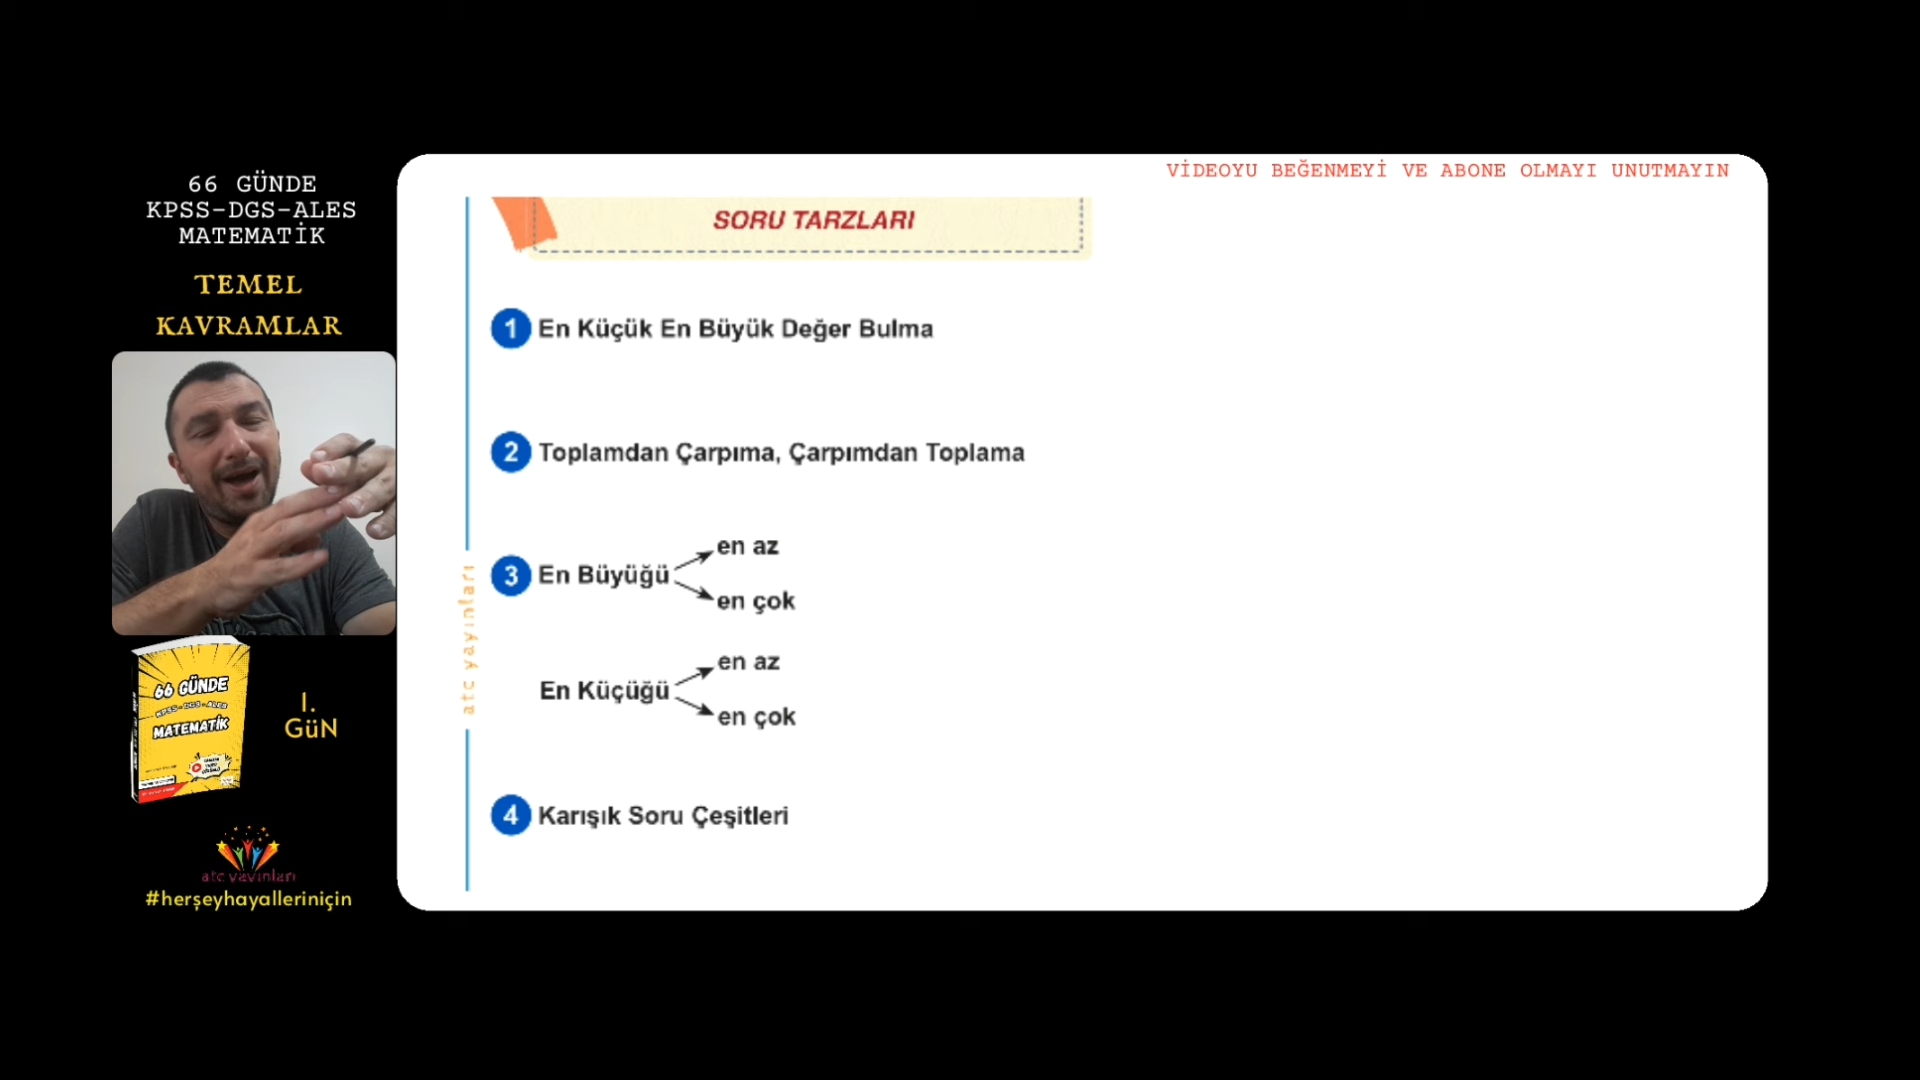 VİDEOYU BEĞENMEYİ VE ABONE OLMAYI UNUTMAYIN
66 GÜNDE
KPSS-DGS-ALES
MATEMATİK
TEMEL
KAVRAMLAR
66 GÜNDE
KPSS-DGS-ALES
MATEMATİK
1.
GüN
atc yayınları
#herşeyhayalleriniçin
atc yayınları
SORU TARZLARI
1 En Küçük En Büyük Değer Bulma
2 Toplamdan Çarpıma, Çarpımdan Toplama
en az
3 En Büyüğü
en çok
en az
En Küçüğü
en çok
4 Karışık Soru Çeşitleri